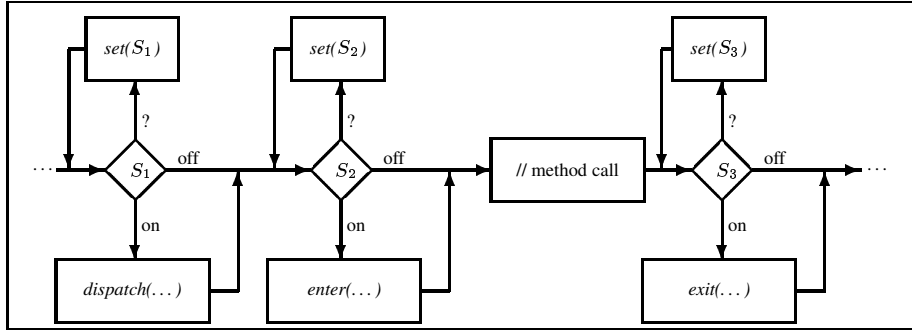 set(S₁)
set(S₂)
set(S₃)
?
?
?
... S₁ off
S₂ off
// method call
S₃ off ...
on
on
on
dispatch(...)
enter(...)
exit(...)